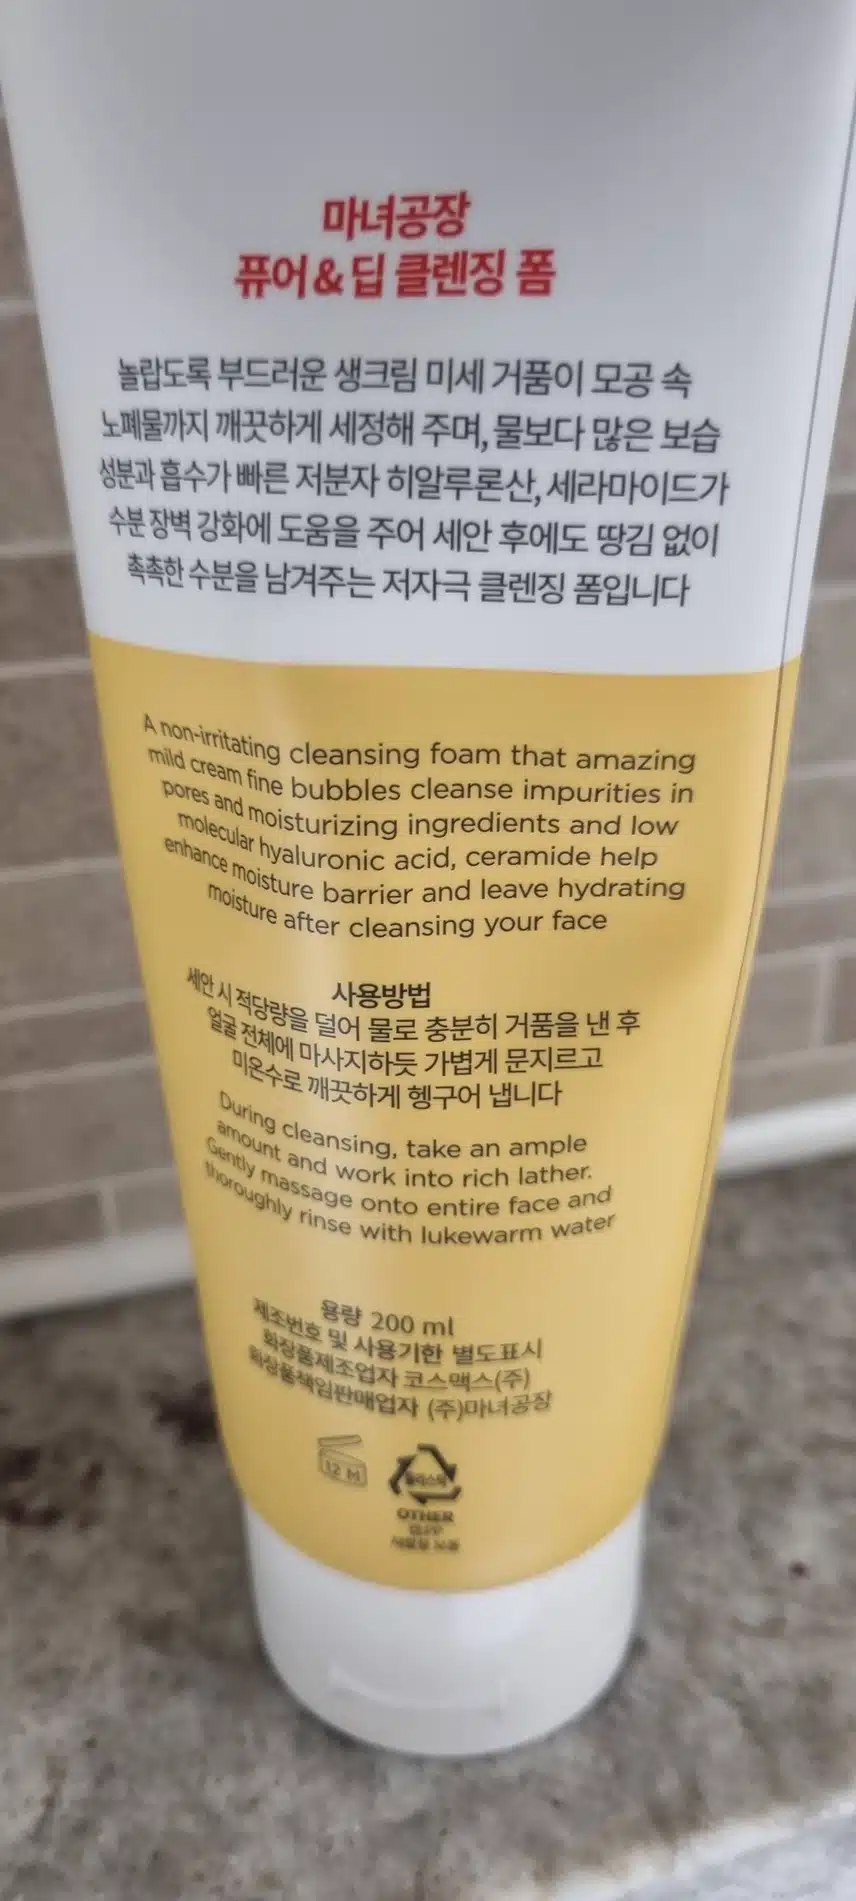 마녀공장
퓨어&딥 클렌징 폼
놀랍도록 부드러운 생크림 미세 거품이 모공 속
노폐물까지 깨끗하게 세정해 주며, 물보다 많은 보습
성분과 흡수가 빠른 저분자 히알루론산, 세라마이드가
수분 장벽 강화에 도움을 주어 세안 후에도 땅김 없이
촉촉한 수분을 남겨주는 저자극 클렌징 폼입니다
A non-irritating cleansing foam that amazing
mild cream fine bubbles cleanse impurities in
pores and moisturizing ingredients and low
molecular hyaluronic acid, ceramide help
enhance moisture barrier and leave hydrating
moisture after cleansing your face
사용방법
세안 시 적당량을 덜어 물로 충분히 거품을 낸 후
얼굴 전체에 마사지하듯 가볍게 문지르고
미온수로 깨끗하게 헹구어 냅니다
During cleansing, take an ample
amount and work into rich lather.
Gently massage onto entire face and
thoroughly rinse with lukewarm water
용량 200 ml
제조번호 및 사용기한 별도표시
화장품제조업자 코스맥스(주)
화장품책임판매업자 (주)마녀공장
12 M
플라스틱
OTHER